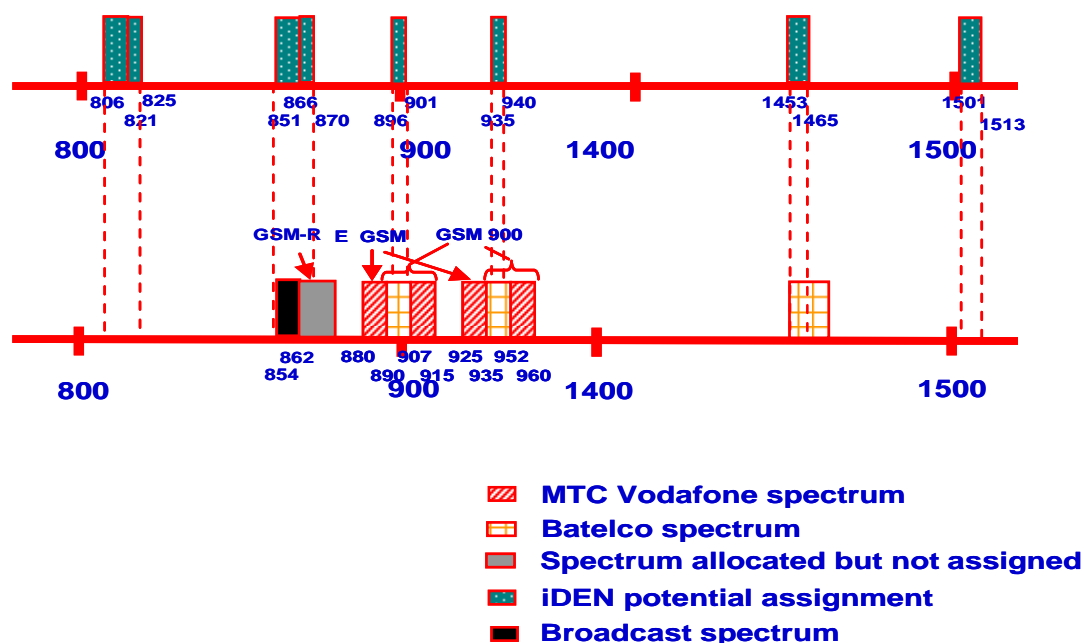 806 825 866 901 940 1453 1501
821 851 870 896 935 1465 1513
800 900 1400 1500
GSM-R E GSM GSM 900
862 880 907 925 952
854 890 915 935 960
800 900 1400 1500
MTC Vodafone spectrum
Batelco spectrum
Spectrum allocated but not assigned
iDEN potential assignment
Broadcast spectrum